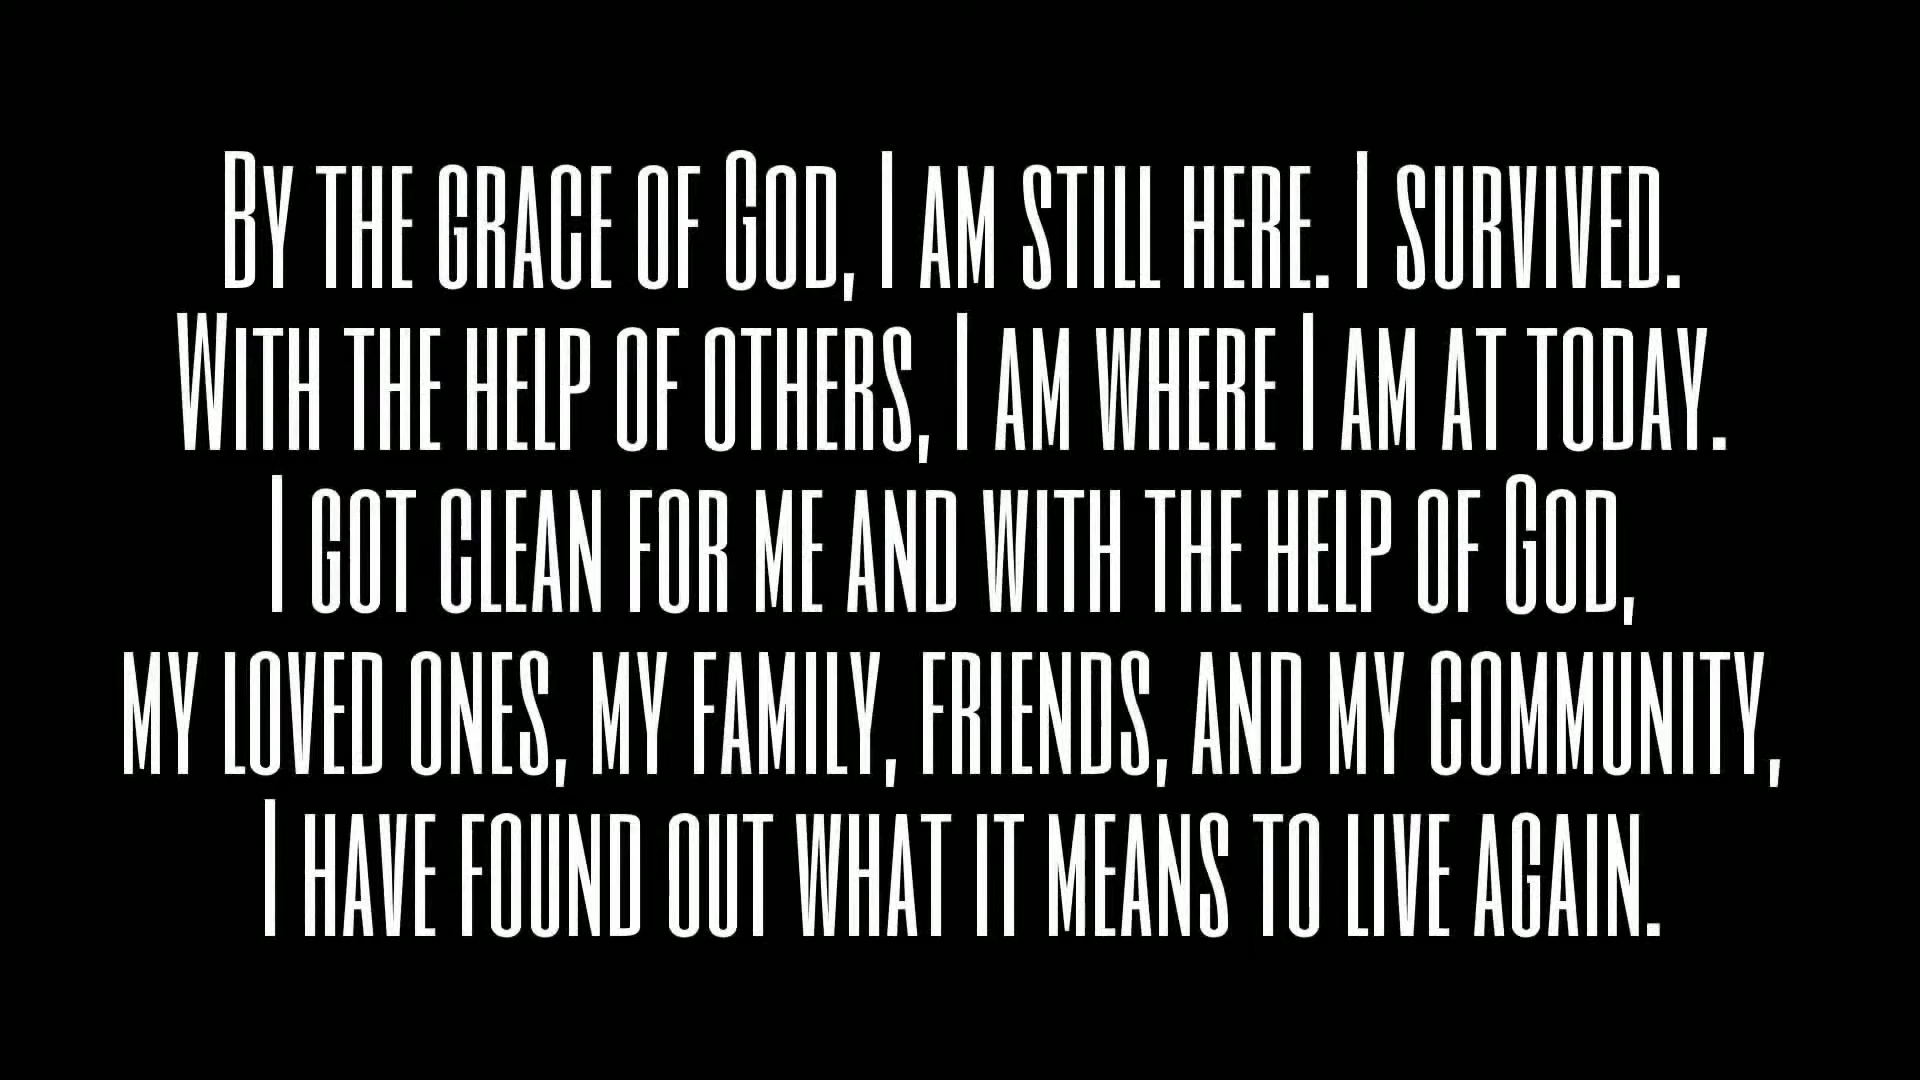 By the grace of God, I am still here. I survived.
With the help of others, I am where I am at today.
I got clean for me and with the help of God,
my loved ones, my family, friends, and my community,
I have found out what it means to live again.